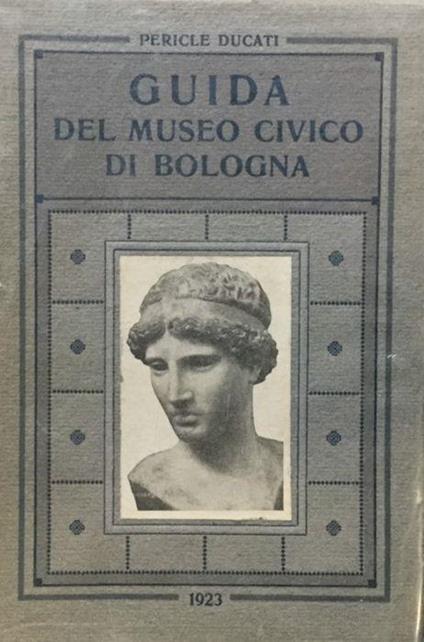 PERICLE DUCATI
GUIDA
DEL MUSEO CIVICO
DI BOLOGNA
1923